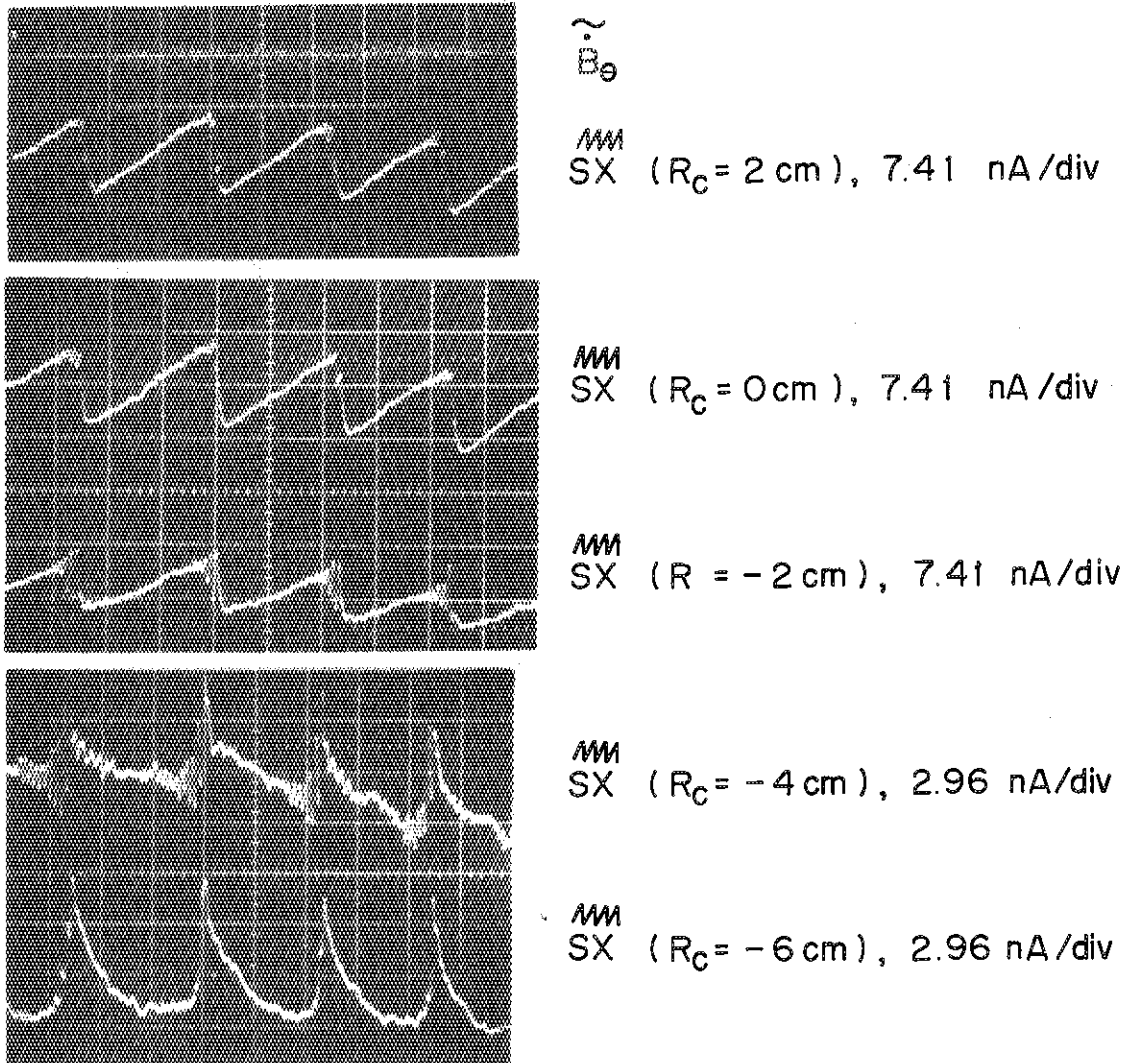 B̃̇θ
SX (Rc = 2 cm), 7.41 nA/div
SX (Rc = 0 cm), 7.41 nA/div
SX (R = -2 cm), 7.41 nA/div
SX (Rc = -4 cm), 2.96 nA/div
SX (Rc = -6 cm), 2.96 nA/div